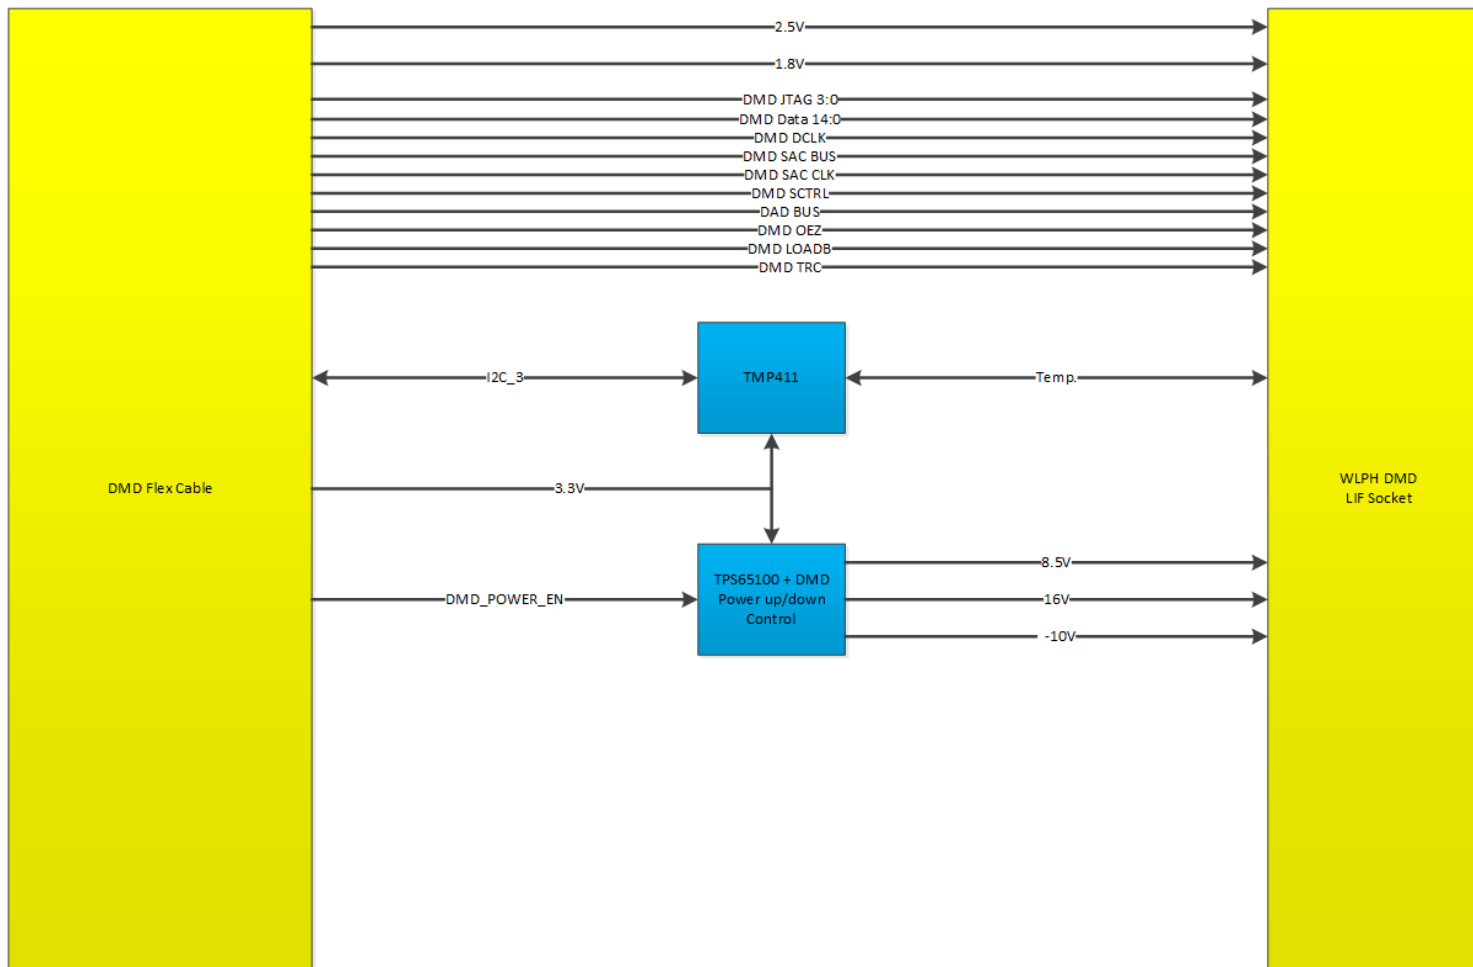 2.5V
1.8V
DMD JTAG 3:0
DMD Data 14:0
DMD DCLK
DMD SAC BUS
DMD SAC CLK
DMD SCTRL
DAD BUS
DMD OEZ
DMD LOADB
DMD TRC
I2C_3
TMP411
Temp.
DMD Flex Cable
3.3V
WLPH DMD
LIF Socket
DMD_POWER_EN
TPS65100 + DMD
Power up/down
Control
8.5V
16V
-10V